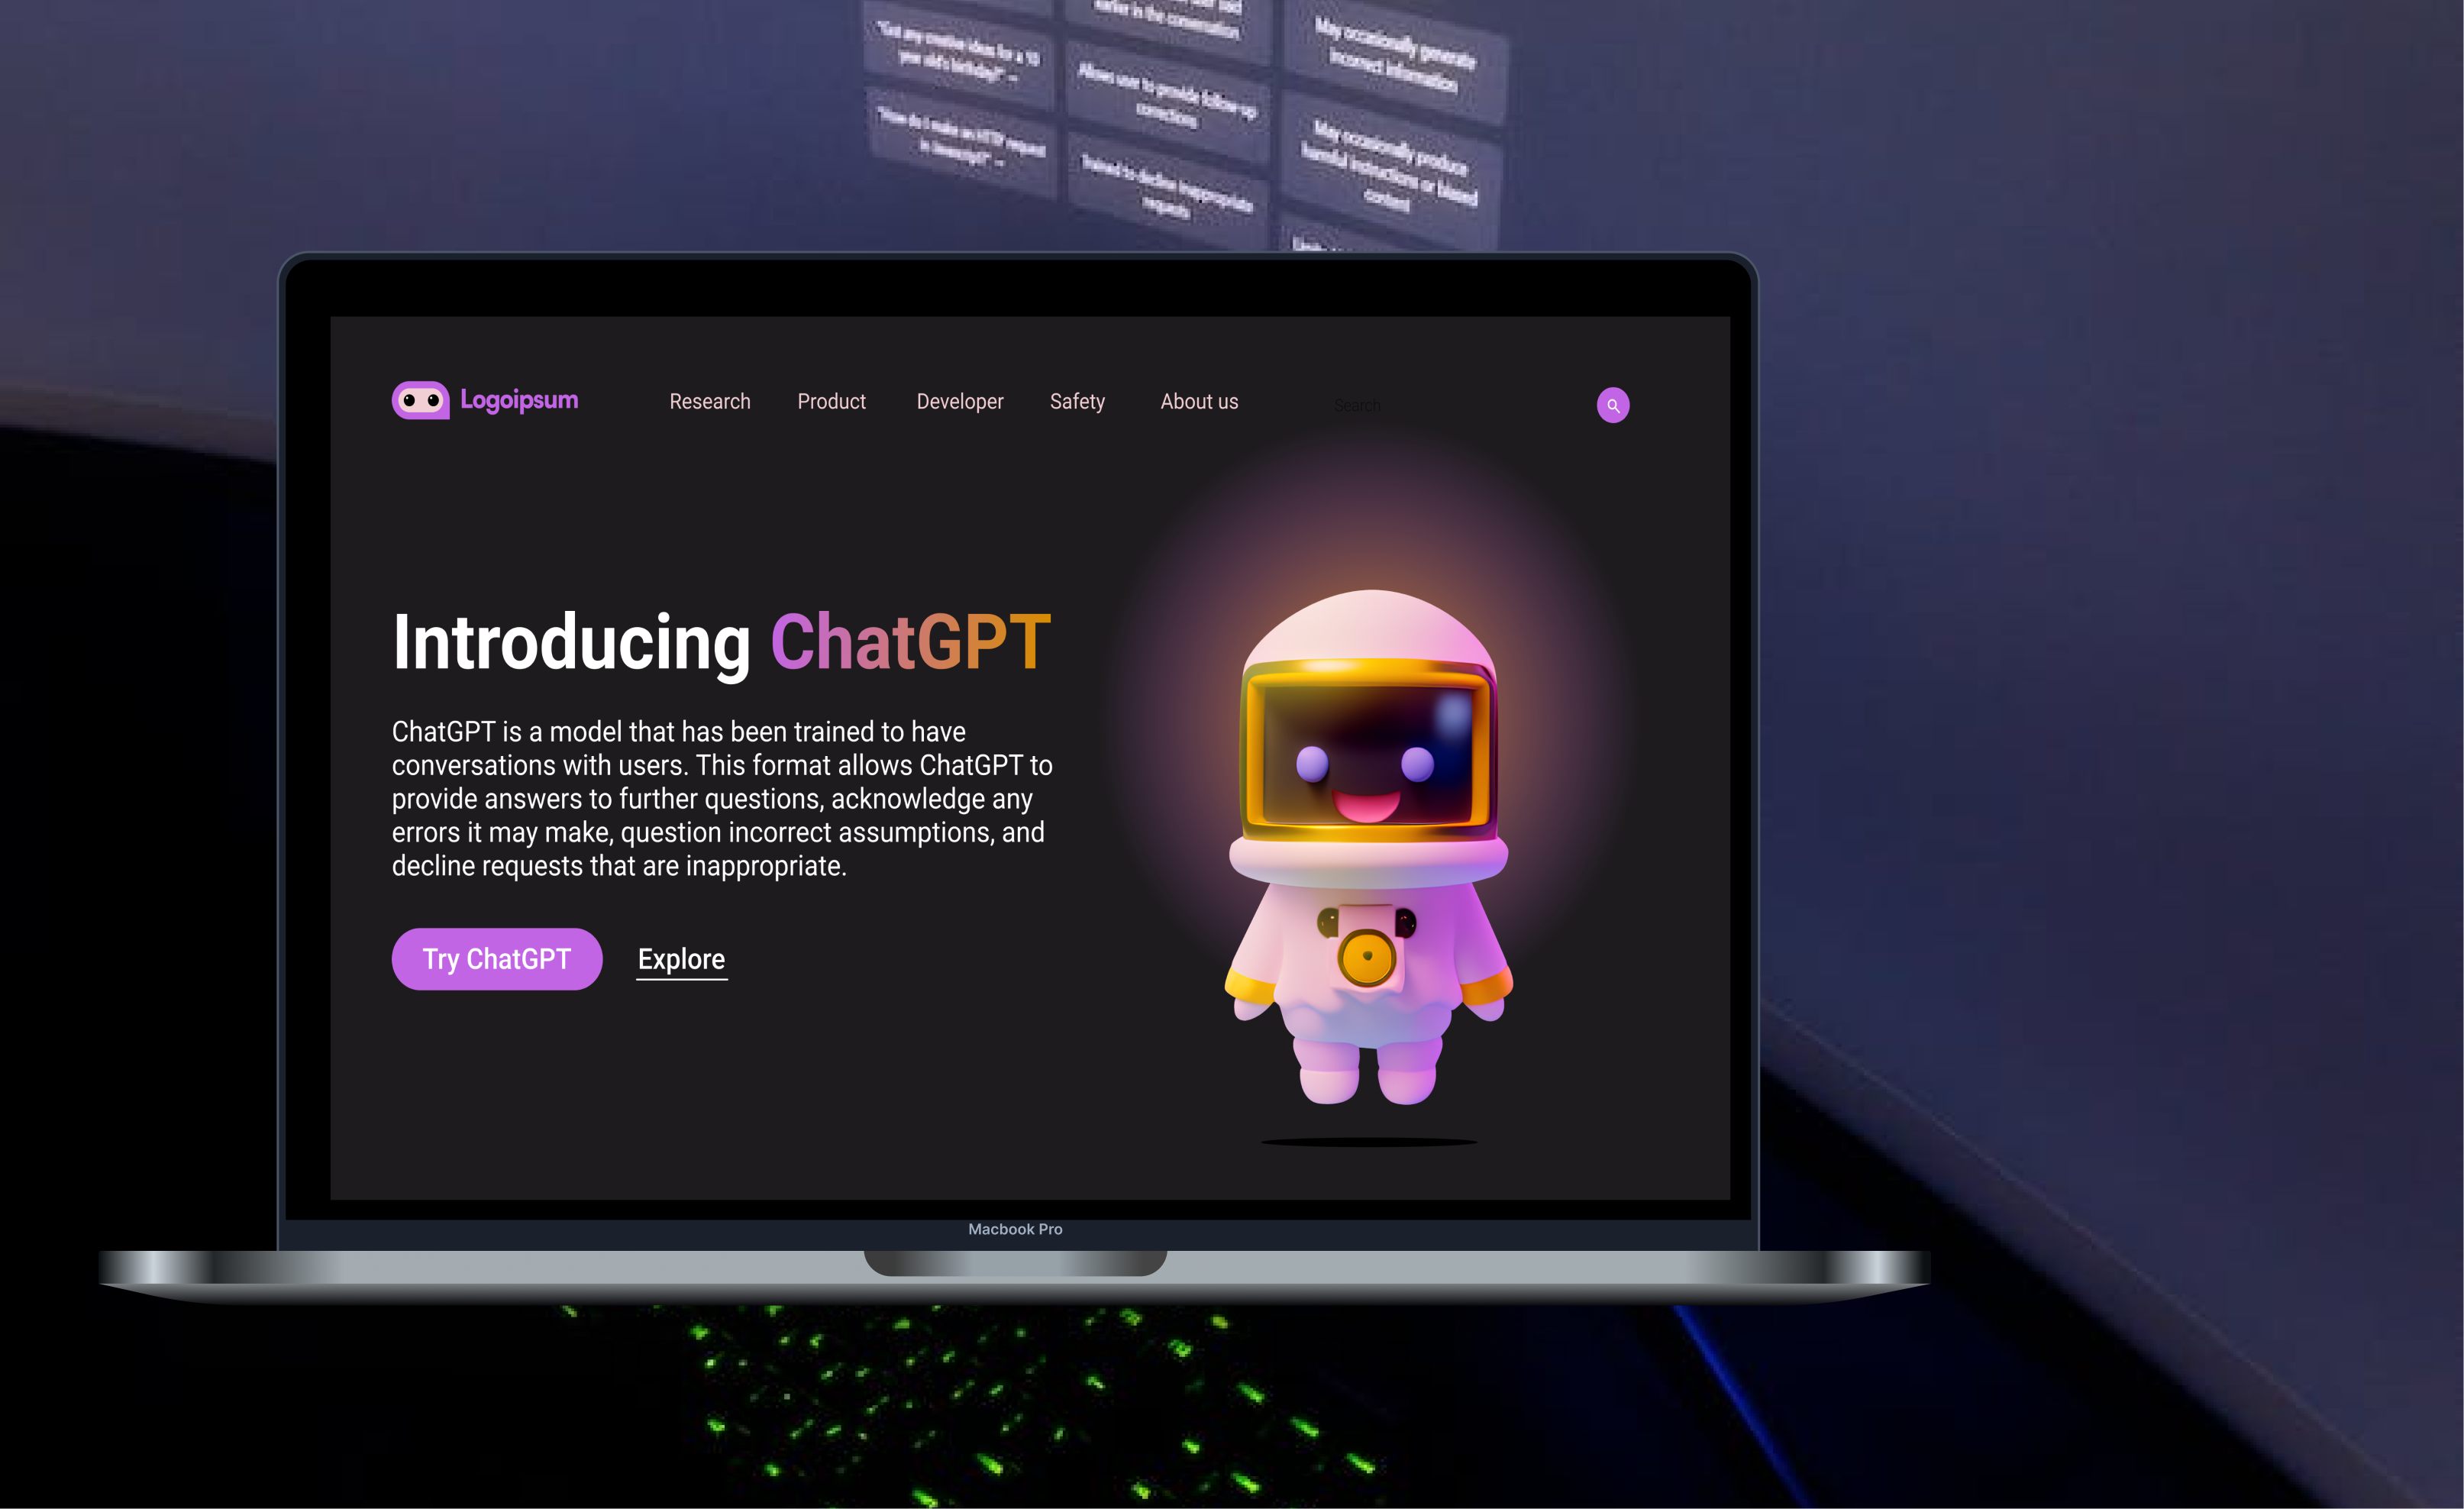 earlier in the conversation
May occasionally generate
incorrect information
"Got any creative ideas for a 10
year old's birthday?" →
Allows user to provide follow-up
corrections
May occasionally produce
harmful instructions or biased
content
"How do I make an HTTP request
in Javascript?" →
Trained to decline inappropriate
requests
Logoipsum
Research Product Developer Safety About us Search
Introducing ChatGPT
ChatGPT is a model that has been trained to have
conversations with users. This format allows ChatGPT to
provide answers to further questions, acknowledge any
errors it may make, question incorrect assumptions, and
decline requests that are inappropriate.
Try ChatGPT Explore
Macbook Pro